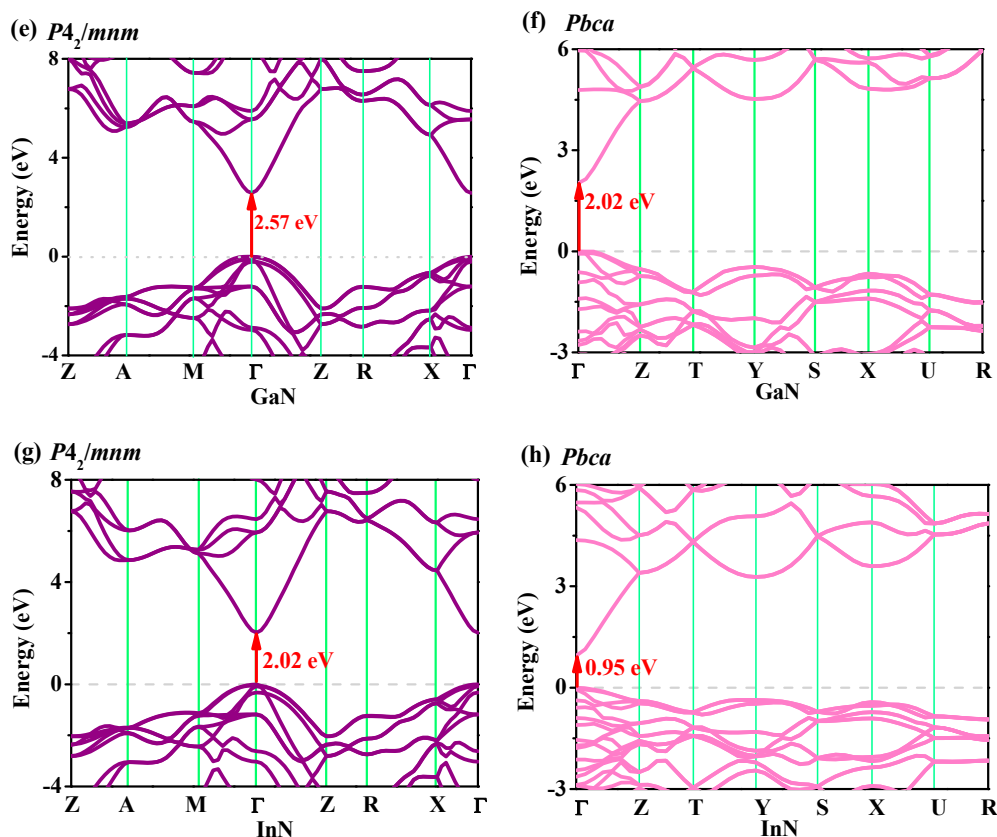 (e) P4₂/mnm
8
4
0
−4
Energy (eV)
2.57 eV
Z A M Γ Z R X Γ
GaN
(f) Pbca
6
3
0
−3
Energy (eV)
2.02 eV
Γ Z T Y S X U R
GaN
(g) P4₂/mnm
8
4
0
−4
Energy (eV)
2.02 eV
Z A M Γ Z R X Γ
InN
(h) Pbca
6
3
0
−3
Energy (eV)
0.95 eV
Γ Z T Y S X U R
InN